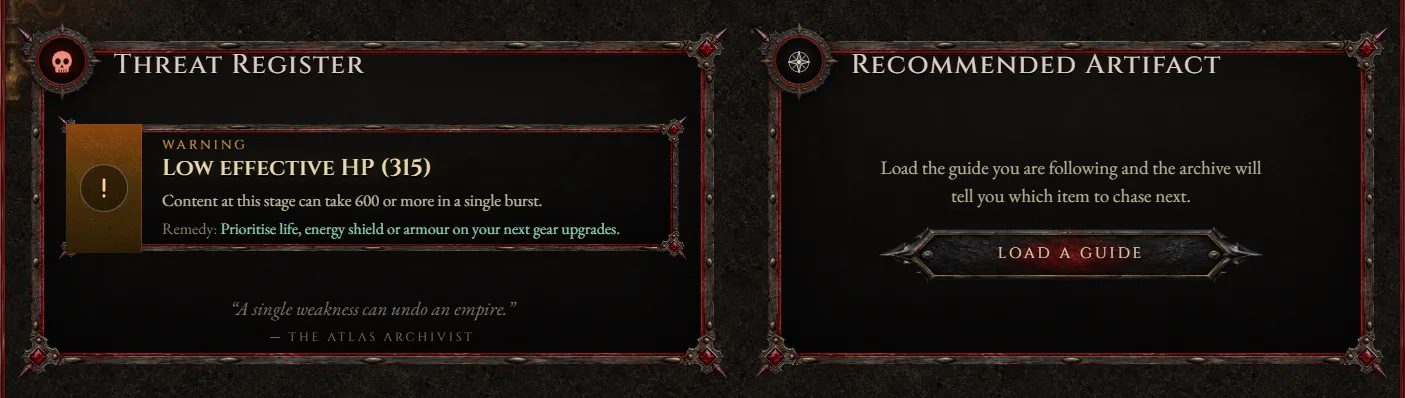 Threat Register
WARNING
Low effective HP (315)
Content at this stage can take 600 or more in a single burst.
Remedy: Prioritise life, energy shield or armour on your next gear upgrades.
“A single weakness can undo an empire.”
— THE ATLAS ARCHIVIST
Recommended Artifact
Load the guide you are following and the archive will
tell you which item to chase next.
LOAD A GUIDE